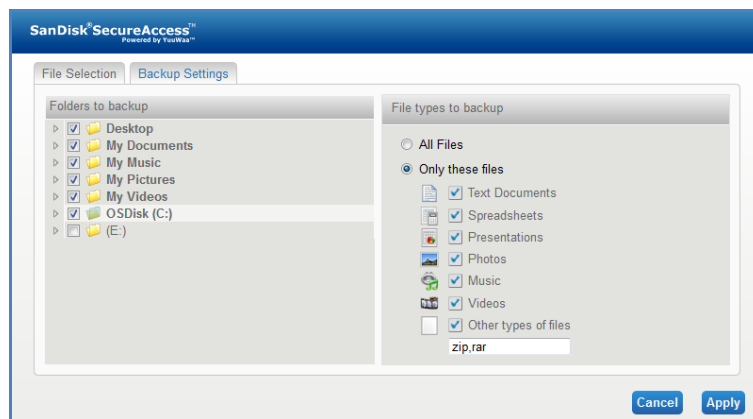 SanDisk®SecureAccess™
Powered by YuuWaa™
File Selection
Backup Settings
Folders to backup
Desktop
My Documents
My Music
My Pictures
My Videos
OSDisk (C:)
(E:)
File types to backup
All Files
Only these files
Text Documents
Spreadsheets
Presentations
Photos
Music
Videos
Other types of files
zip,rar
Cancel
Apply